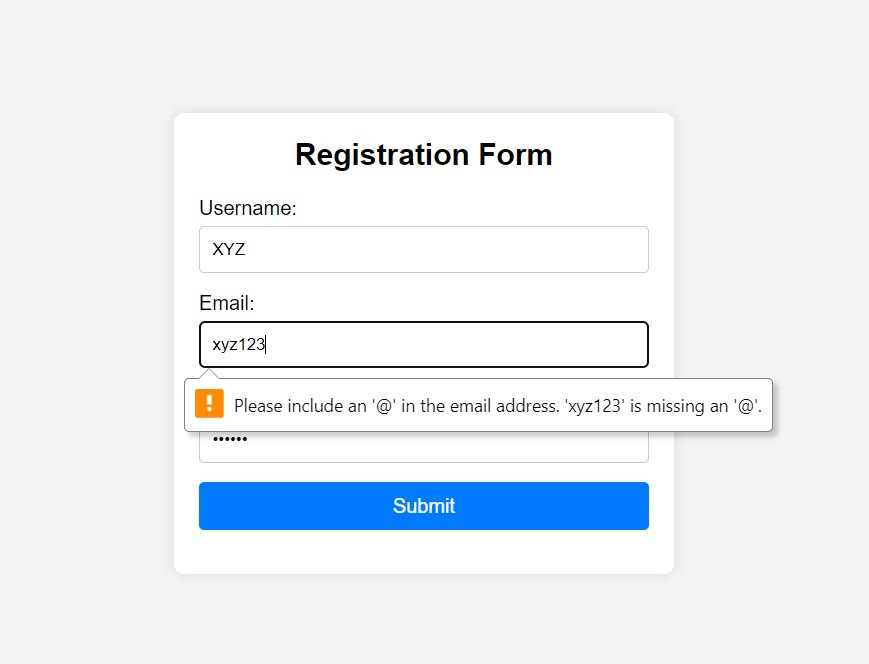 Registration Form
Username:
XYZ
Email:
xyz123
Please include an '@' in the email address. 'xyz123' is missing an '@'.
••••••
Submit